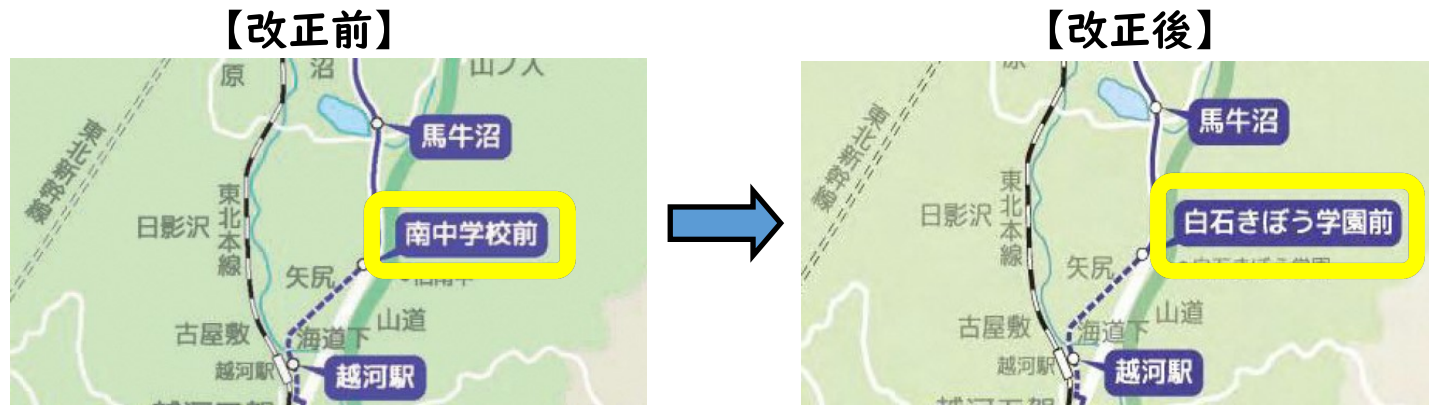 【改正前】
原
沼
山ノ入
馬牛沼
東北新幹線
東北本線
日影沢
南中学校前
矢尻
古屋敷
海道下
山道
越河駅
越河駅
【改正後】
馬牛沼
東北新幹線
東北本線
日影沢
白石きぼう学園前
矢尻
古屋敷
海道下
山道
越河駅
越河駅